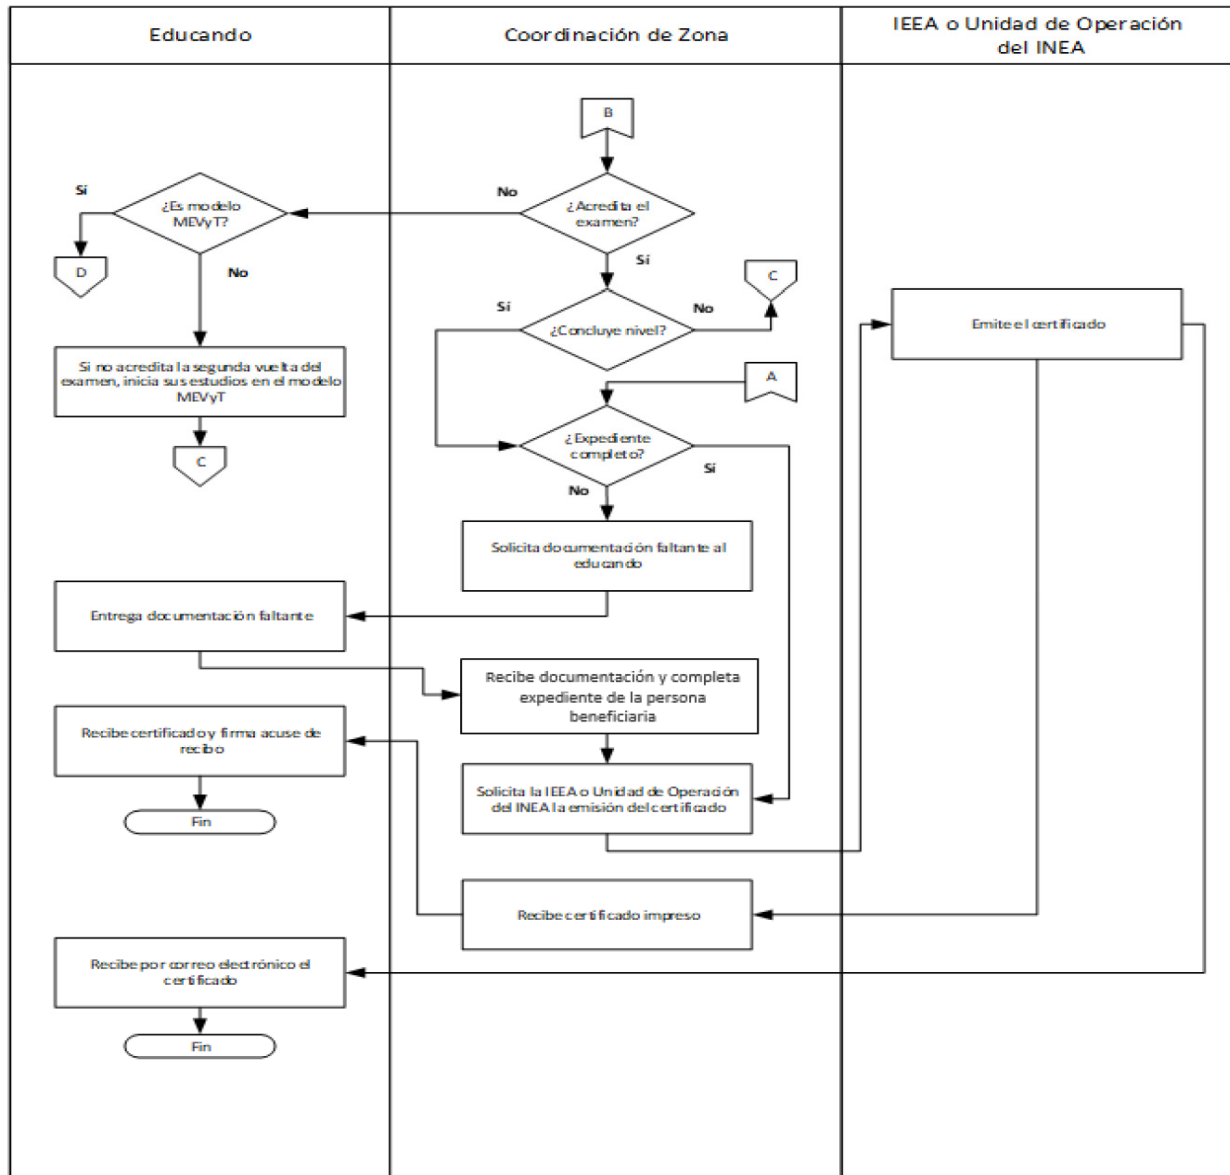 Educando
Coordinación de Zona
IEEA o Unidad de Operación
del INEA
B
Sí
¿Es modelo
MEVyT?
No
¿Acredita el
examen?
D
No
Sí
C
Sí
¿Concluye nivel?
No
Emite el certificado
Si no acredita la segunda vuelta del
examen, inicia sus estudios en el modelo
MEVyT
A
C
¿Expediente
completo?
Sí
No
Solicita documentación faltante al
educando
Entrega documentación faltante
Recibe documentación y completa
expediente de la persona
beneficiaria
Recibe certificado y firma acuse de
recibo
Solicita la IEEA o Unidad de Operación
del INEA la emisión del certificado
Fin
Recibe certificado impreso
Recibe por correo electrónico el
certificado
Fin